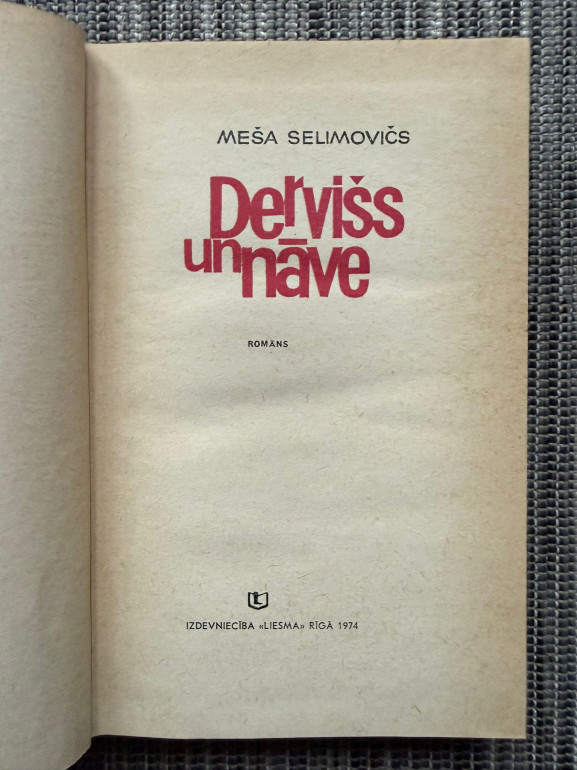 MEŠA SELIMOVIČS
Dervišs
un nāve
ROMĀNS
IZDEVNIECĪBA «LIESMA» RĪGĀ 1974